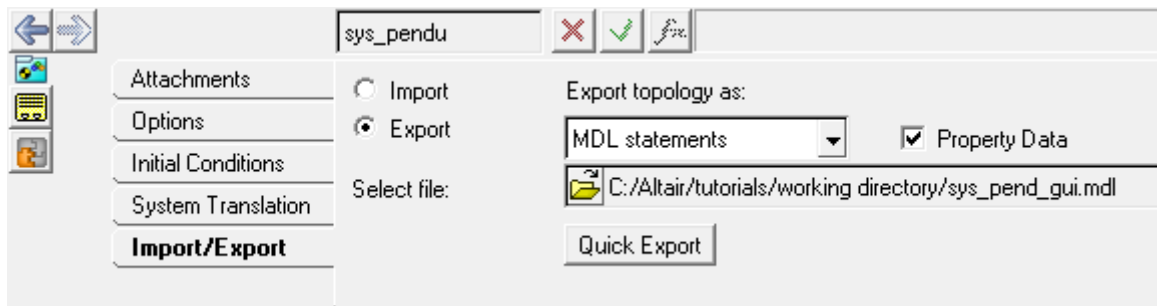 sys_pendu
fx.
Attachments
Import
Export topology as:
Options
Export
MDL statements
Property Data
Initial Conditions
Select file:
C:/Altair/tutorials/working directory/sys_pend_gui.mdl
System Translation
Import/Export
Quick Export